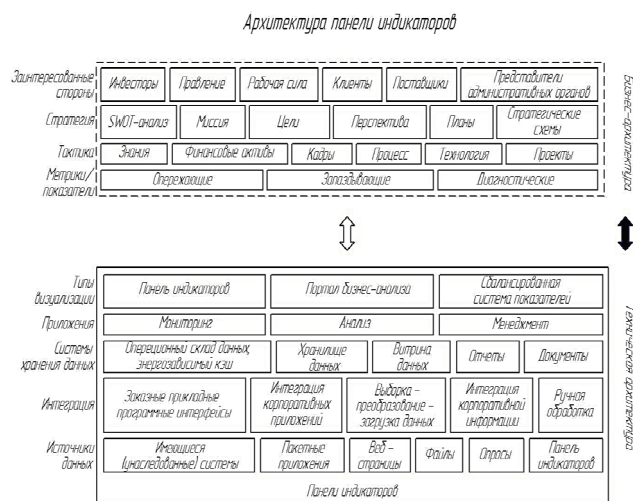 Архитектура панели индикаторов
Заинтересованные
стороны
Инвесторы
Правление
Рабочая сила
Клиенты
Поставщики
Представители
административных органов
Стратегия
SWOT-анализ
Миссия
Цели
Перспектива
Планы
Стратегические
схемы
Тактика
Знания
Финансовые активы
Кадры
Процесс
Технология
Проекты
Метрики/
показатели
Опережающие
Запаздывающие
Диагностические
Бизнес-архитектура
Типы
визуализации
Панель индикаторов
Портал бизнес-анализа
Сбалансированная
система показателей
Приложения
Мониторинг
Анализ
Менеджмент
Системы
хранения данных
Опереционный склад данных,
энергозависимый кэш
Хранилище
данных
Витрина
данных
Отчеты
Документы
Интеграция
Заказные прикладные
программные интерфейсы
Интеграция
корпоративных
приложений
Выборка -
преобразование -
загрузка данных
Интеграция
корпоративной
информации
Ручная
обработка
Источники
данных
Имеющиеся
(унаследованные) системы
Пакетные
приложения
Веб -
страницы
Файлы
Опросы
Панель
индикаторов
Панели индикаторов
Техническая архитектура